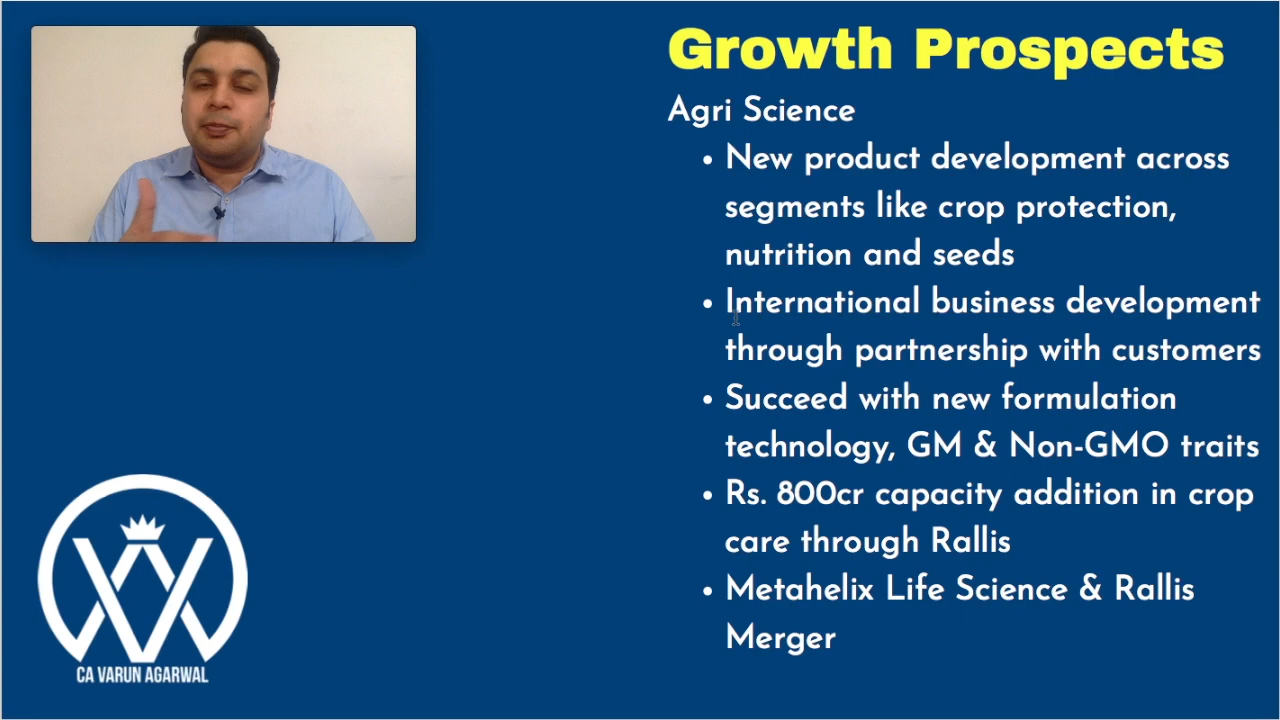 Growth Prospects
Agri Science
• New product development across
segments like crop protection,
nutrition and seeds
• International business development
through partnership with customers
• Succeed with new formulation
technology, GM & Non-GMO traits
• Rs. 800cr capacity addition in crop
care through Rallis
• Metahelix Life Science & Rallis
Merger
CA VARUN AGARWAL